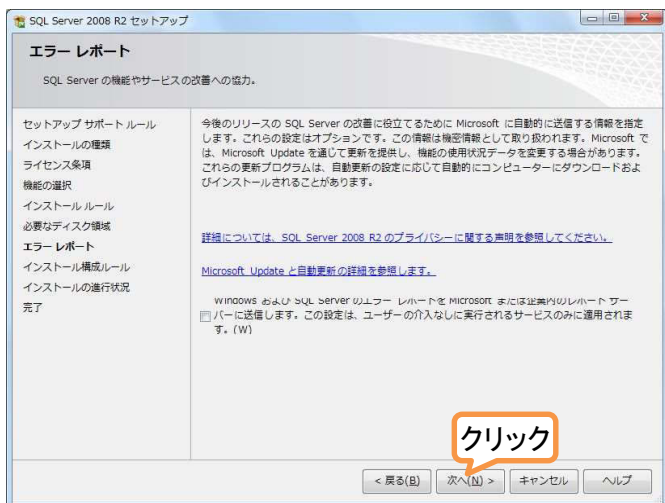 SQL Server 2008 R2 セットアップ
エラー レポート
SQL Server の機能やサービスの改善への協力。
セットアップ サポート ルール
インストールの種類
ライセンス条項
機能の選択
インストール ルール
必要なディスク領域
エラー レポート
インストール構成ルール
インストールの進行状況
完了
今後のリリースの SQL Server の改善に役立てるために Microsoft に自動的に送信する情報を指定
します。これらの設定はオプションです。この情報は機密情報として取り扱われます。Microsoft で
は、Microsoft Update を通じて更新を提供し、機能の使用状況データを変更する場合があります。
これらの更新プログラムは、自動更新の設定に応じて自動的にコンピューターにダウンロードおよ
びインストールされることがあります。
詳細については、SQL Server 2008 R2 のプライバシーに関する声明を参照してください。
Microsoft Update と自動更新の詳細を参照します。
Windows および SQL Server のエラー レポートを Microsoft または企業内のレポート サー
バーに送信します。この設定は、ユーザーの介入なしに実行されるサービスのみに適用されま
す。(W)
クリック
< 戻る(B)
次へ(N) >
キャンセル
ヘルプ